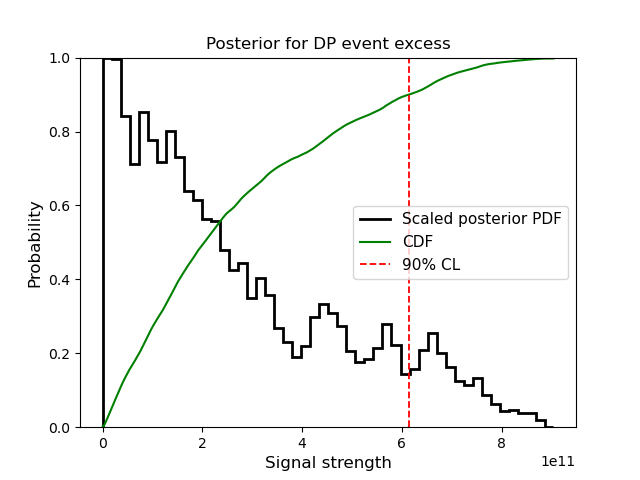 Posterior for DP event excess
1.0
0.8
0.6
0.4
0.2
0.0
Probability
Scaled posterior PDF
CDF
90% CL
0 2 4 6 8
1e11
Signal strength